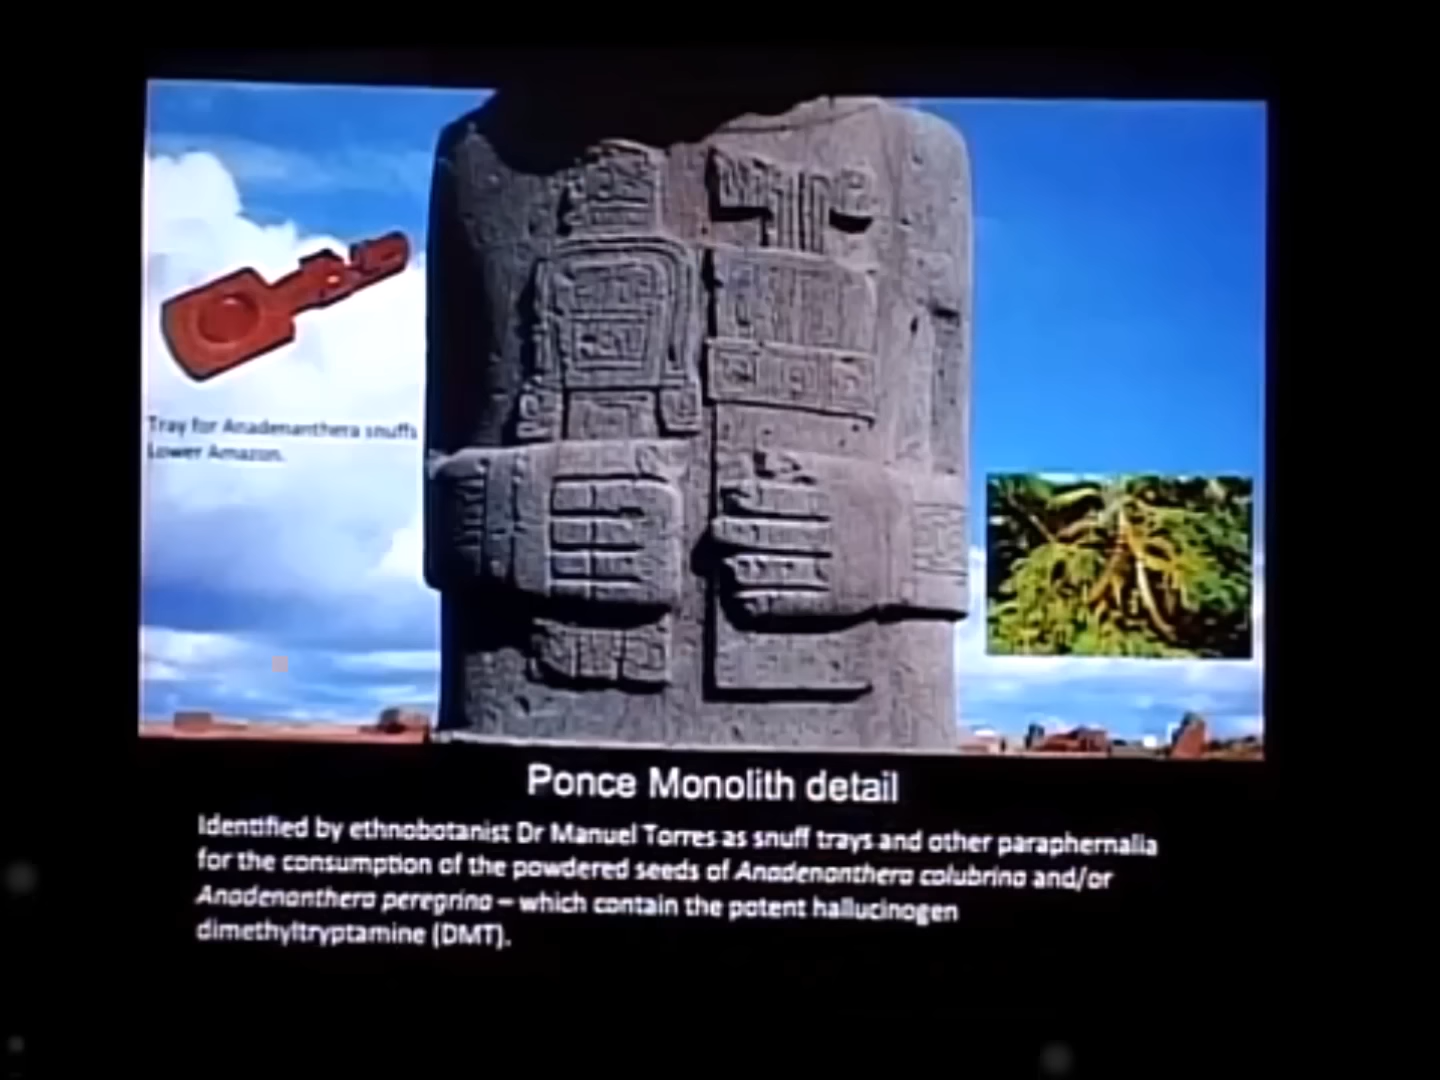 Tray for Anadenanthera snuffs
Lower Amazon.
Ponce Monolith detail
Identified by ethnobotanist Dr Manuel Torres as snuff trays and other paraphernalia
for the consumption of the powdered seeds of Anadenanthera colubrina and/or
Anadenanthera peregrina – which contain the potent hallucinogen
dimethyltryptamine (DMT).